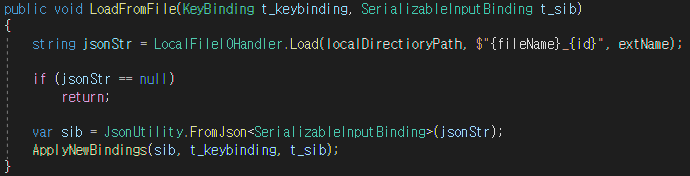 public void LoadFromFile(KeyBinding t_keybinding, SerializableInputBinding t_sib)
{
string jsonStr = LocalFileIOHandler.Load(localDirectioryPath, $"{fileName}_{id}", extName);
if (jsonStr == null)
return;
var sib = JsonUtility.FromJson<SerializableInputBinding>(jsonStr);
ApplyNewBindings(sib, t_keybinding, t_sib);
}